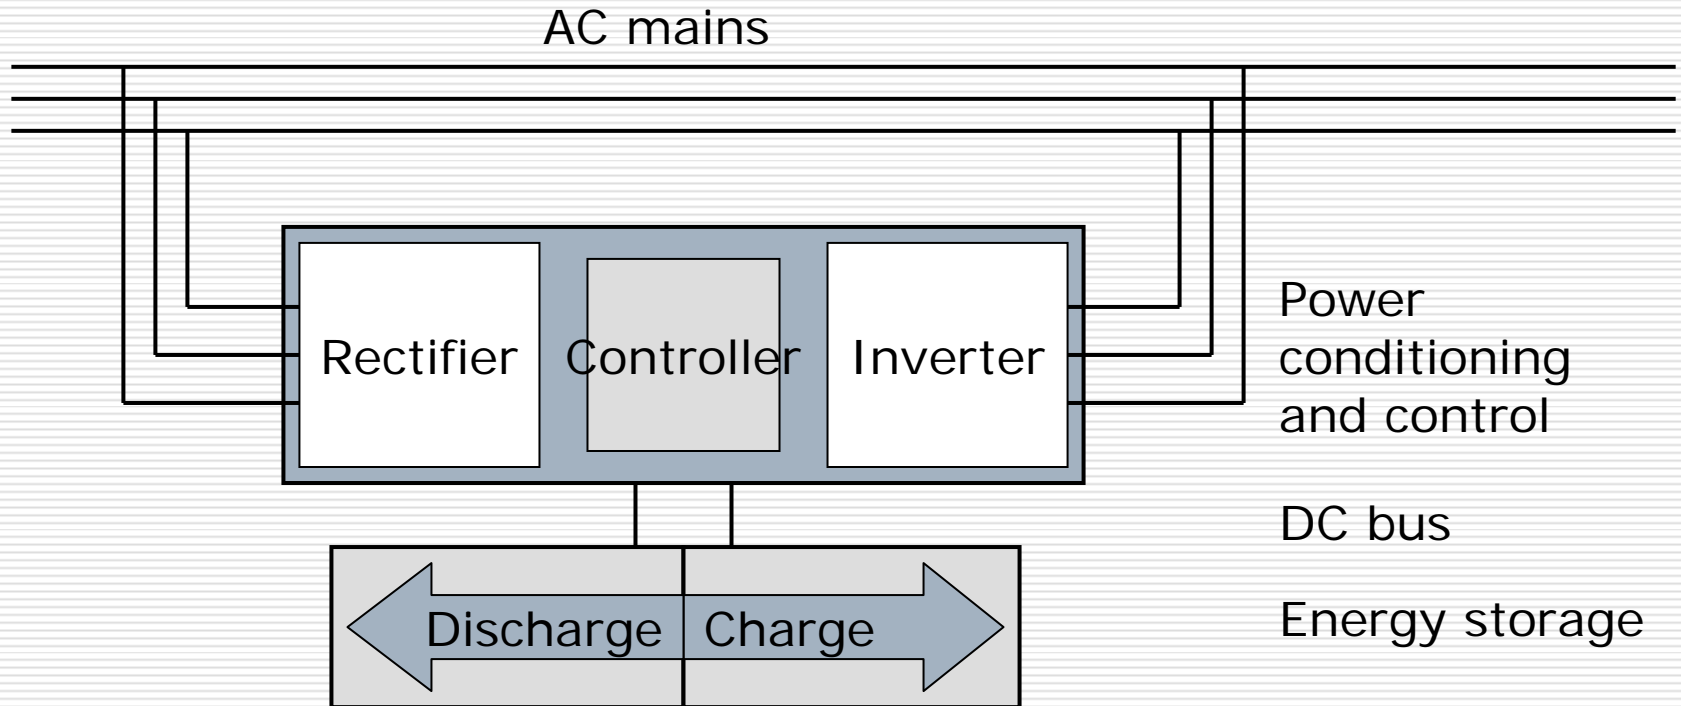 AC mains
Rectifier
Controller
Inverter
Power
conditioning
and control
DC bus
Discharge
Charge
Energy storage